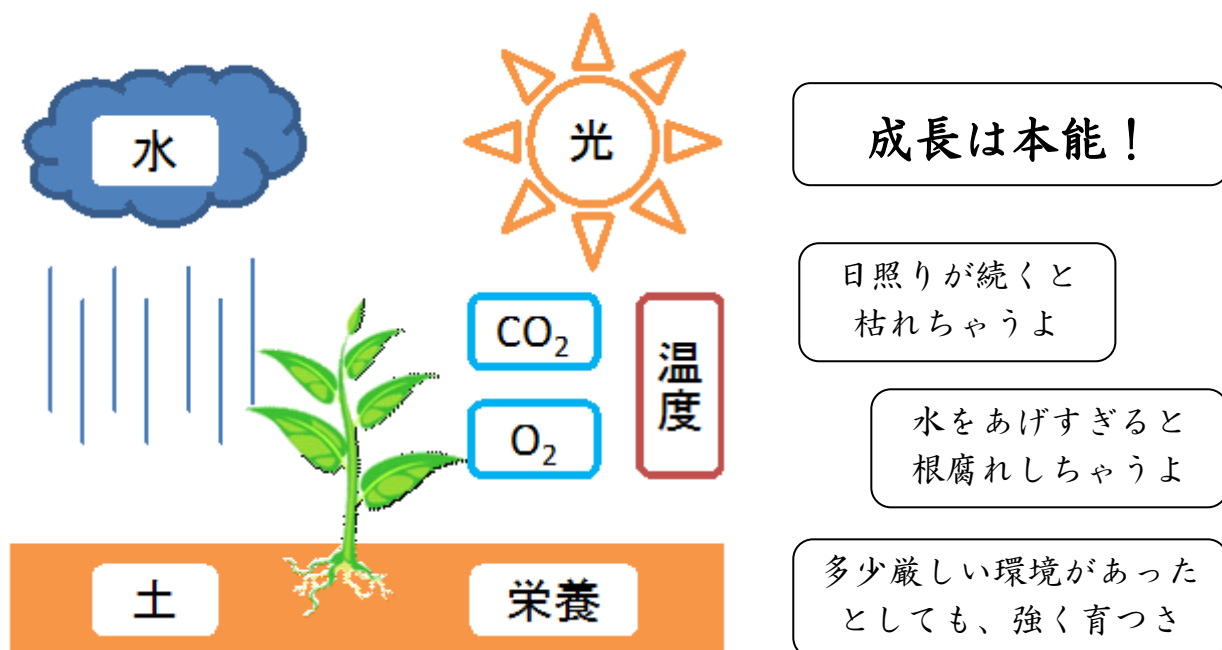 水
光
CO₂
O₂
温度
土
栄養
成長は本能！
日照りが続くと
枯れちゃうよ
水をあげすぎると
根腐れしちゃうよ
多少厳しい環境があった
としても、強く育つさ